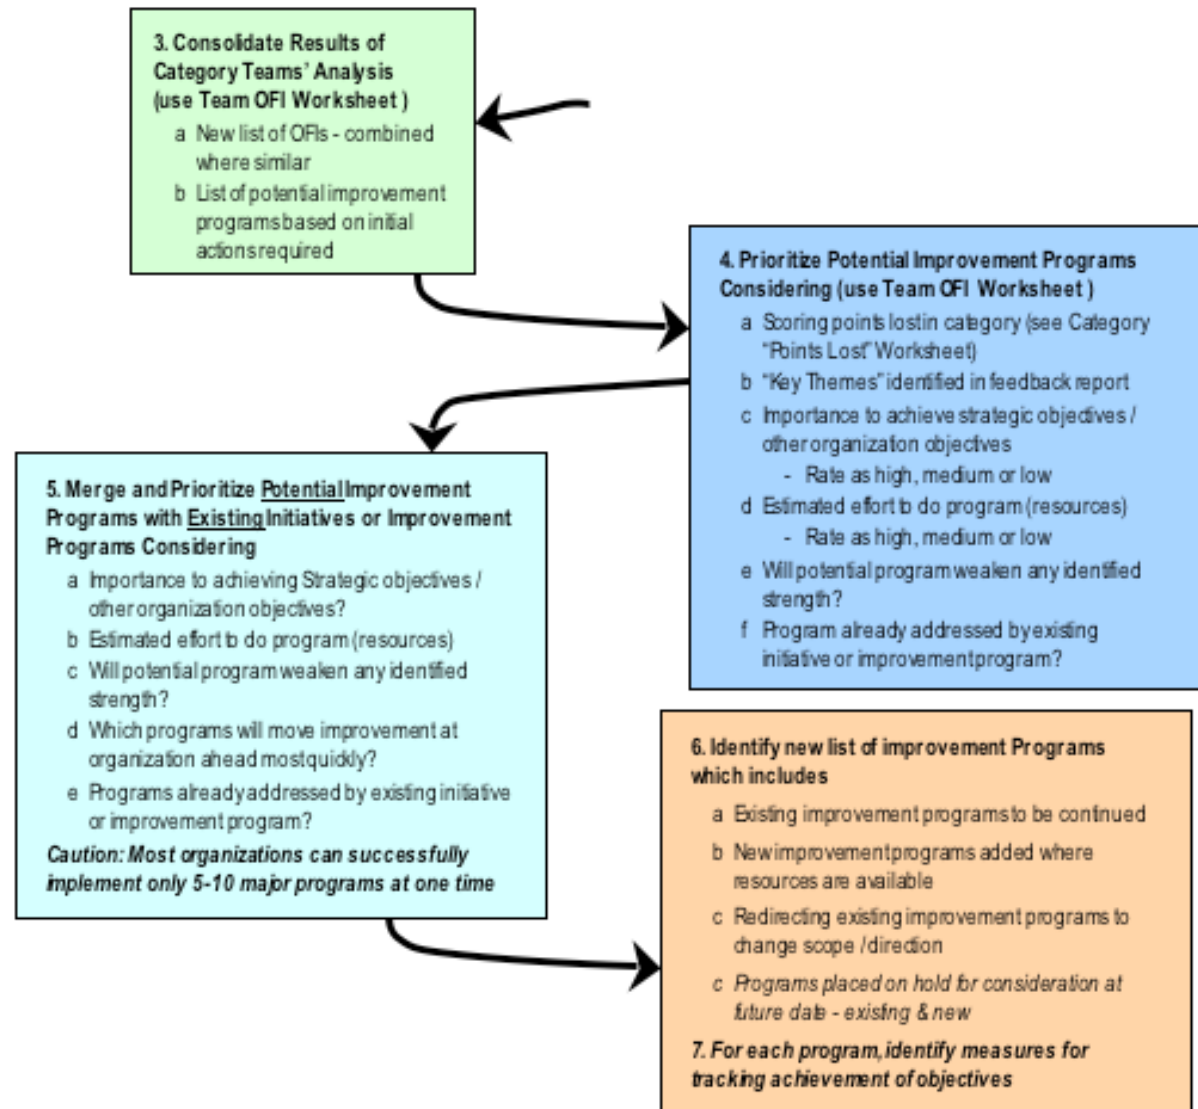 3. Consolidate Results of
Category Teams' Analysis
(use Team OFI Worksheet )
a New list of OFIs - combined
where similar
b List of potential improvement
programs based on initial
actions required
4. Prioritize Potential Improvement Programs
Considering (use Team OFI Worksheet )
a Scoring points lost in category (see Category
"Points Lost" Worksheet)
b "Key Themes" identified in feedback report
c Importance to achieve strategic objectives /
other organization objectives
- Rate as high, medium or low
d Estimated effort to do program (resources)
- Rate as high, medium or low
e Will potential program weaken any identified
strength?
f Program already addressed by existing
initiative or improvement program?
5. Merge and Prioritize Potential Improvement
Programs with Existing Initiatives or Improvement
Programs Considering
a Importance to achieving Strategic objectives /
other organization objectives?
b Estimated effort to do program (resources)
c Will potential program weaken any identified
strength?
d Which programs will move improvement at
organization ahead most quickly?
e Programs already addressed by existing initiative
or improvement program?
Caution: Most organizations can successfully
implement only 5-10 major programs at one time
6. Identify new list of improvement Programs
which includes
a Existing improvement programs to be continued
b New improvement programs added where
resources are available
c Redirecting existing improvement programs to
change scope / direction
c Programs placed on hold for consideration at
future date - existing & new
7. For each program, identify measures for
tracking achievement of objectives